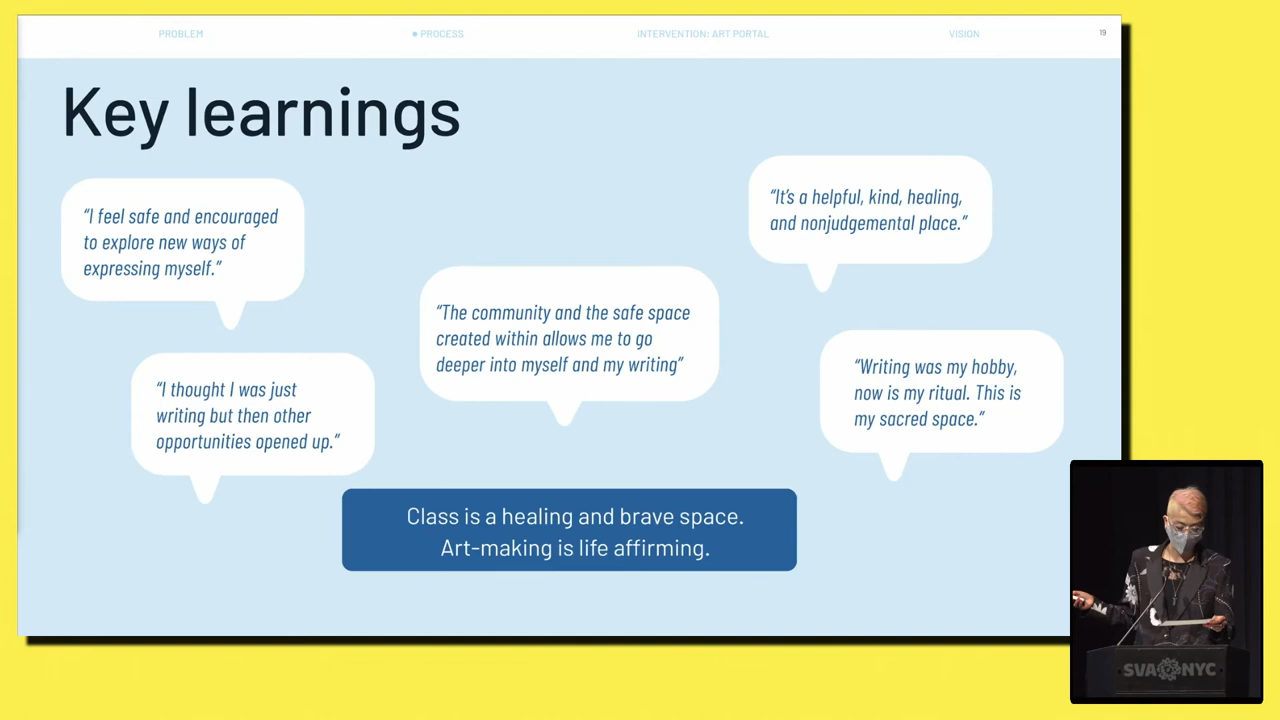 PROBLEM
PROCESS
INTERVENTION: ART PORTAL
VISION
19
Key learnings
“I feel safe and encouraged
to explore new ways of
expressing myself.”
“It’s a helpful, kind, healing,
and nonjudgemental place.”
“The community and the safe space
created within allows me to go
deeper into myself and my writing”
“I thought I was just
writing but then other
opportunities opened up.”
“Writing was my hobby,
now is my ritual. This is
my sacred space.”
Class is a healing and brave space.
Art-making is life affirming.
SVA NYC